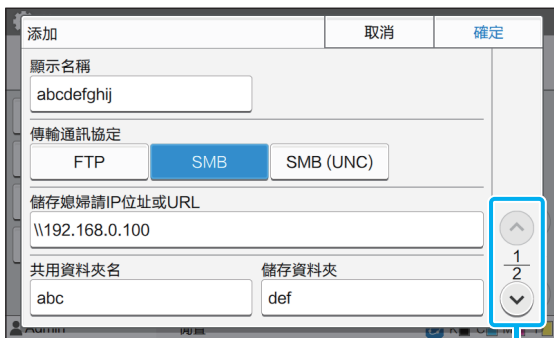 添加 取消 確定
顯示名稱
abcdefghij
傳輸通訊協定
FTP SMB SMB (UNC)
儲存媳婦請IP位址或URL
\\192.168.0.100
共用資料夾名 儲存資料夾
abc def
1
2
Admin